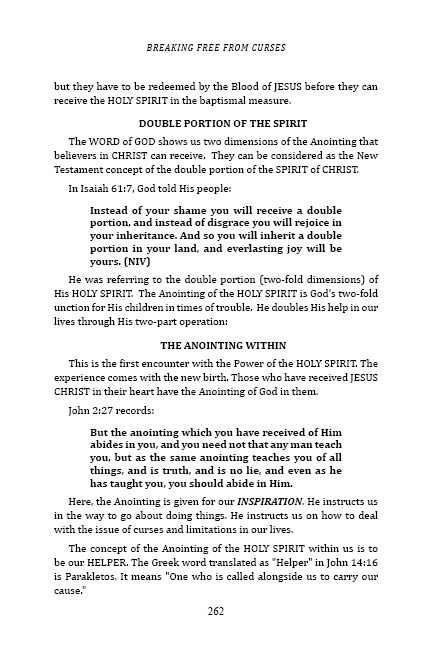 BREAKING FREE FROM CURSES
but they have to be redeemed by the Blood of JESUS before they can
receive the HOLY SPIRIT in the baptismal measure.
DOUBLE PORTION OF THE SPIRIT
The WORD of GOD shows us two dimensions of the Anointing that
believers in CHRIST can receive. They can be considered as the New
Testament concept of the double portion of the SPIRIT of CHRIST.
In Isaiah 61:7, God told His people:
Instead of your shame you will receive a double
portion, and instead of disgrace you will rejoice in
your inheritance. And so you will inherit a double
portion in your land, and everlasting joy will be
yours. (NIV)
He was referring to the double portion (two-fold dimensions) of
His HOLY SPIRIT. The Anointing of the HOLY SPIRIT is God's two-fold
unction for His children in times of trouble. He doubles His help in our
lives through His two-part operation:
THE ANOINTING WITHIN
This is the first encounter with the Power of the HOLY SPIRIT. The
experience comes with the new birth. Those who have received JESUS
CHRIST in their heart have the Anointing of God in them.
John 2:27 records:
But the anointing which you have received of Him
abides in you, and you need not that any man teach
you, but as the same anointing teaches you of all
things, and is truth, and is no lie, and even as he
has taught you, you should abide in Him.
Here, the Anointing is given for our INSPIRATION. He instructs us
in the way to go about doing things. He instructs us on how to deal
with the issue of curses and limitations in our lives.
The concept of the Anointing of the HOLY SPIRIT within us is to
be our HELPER. The Greek word translated as "Helper" in John 14:16
is Parakletos. It means "One who is called alongside us to carry our
cause."
262